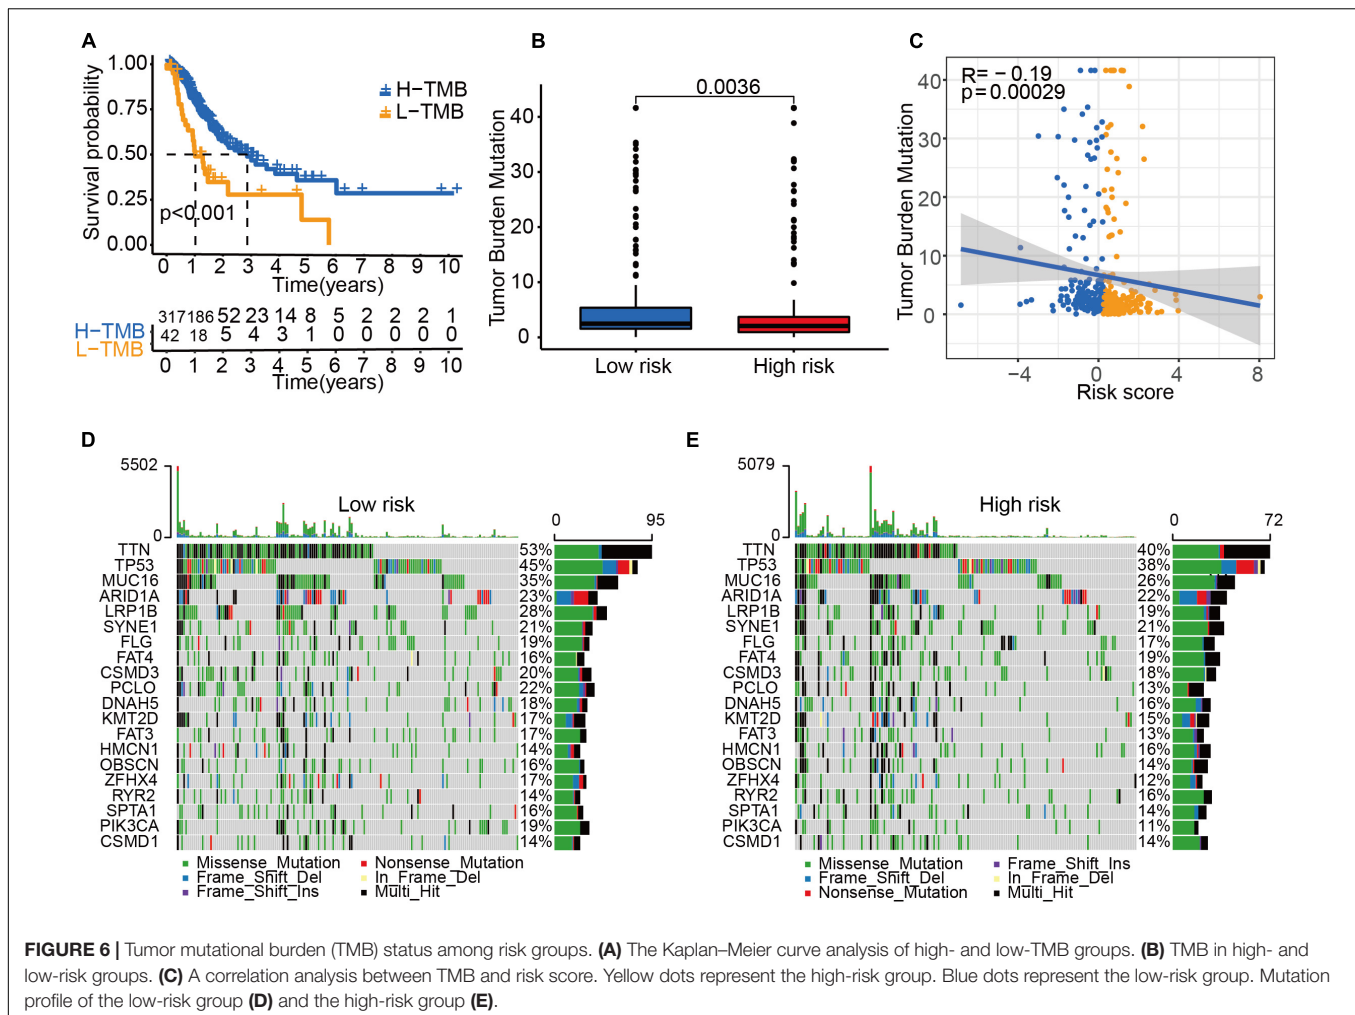 A
1.00
0.75
0.50
0.25
0.00
Survival probability
H−TMB
L−TMB
p<0.001
0 1 2 3 4 5 6 7 8 9 10
Time(years)
H−TMB
L−TMB
317 186 52 23 14 8 5 2 2 2 1
42 18 5 4 3 1 0 0 0 0 0
0 1 2 3 4 5 6 7 8 9 10
Time(years)
B
0.0036
40
30
20
10
0
Tumor Burden Mutation
Low risk High risk
C
R= − 0.19
p=0.00029
40
30
20
10
0
Tumor Burden Mutation
−4 0 4 8
Risk score
D
5502
0
Low risk
0 95
TTN 53%
TP53 45%
MUC16 35%
ARID1A 23%
LRP1B 28%
SYNE1 21%
FLG 19%
FAT4 16%
CSMD3 20%
PCLO 22%
DNAH5 18%
KMT2D 17%
FAT3 17%
HMCN1 14%
OBSCN 16%
ZFHX4 17%
RYR2 14%
SPTA1 16%
PIK3CA 19%
CSMD1 14%
Missense_Mutation Nonsense_Mutation
Frame_Shift_Del In_Frame_Del
Frame_Shift_Ins Multi_Hit
E
5079
0
High risk
0 72
TTN 40%
TP53 38%
MUC16 26%
ARID1A 22%
LRP1B 19%
SYNE1 21%
FLG 17%
FAT4 19%
CSMD3 18%
PCLO 13%
DNAH5 16%
KMT2D 15%
FAT3 13%
HMCN1 16%
OBSCN 14%
ZFHX4 12%
RYR2 16%
SPTA1 14%
PIK3CA 11%
CSMD1 14%
Missense_Mutation Frame_Shift_Ins
Frame_Shift_Del In_Frame_Del
Nonsense_Mutation Multi_Hit
FIGURE 6 | Tumor mutational burden (TMB) status among risk groups. (A) The Kaplan–Meier curve analysis of high- and low-TMB groups. (B) TMB in high- and
low-risk groups. (C) A correlation analysis between TMB and risk score. Yellow dots represent the high-risk group. Blue dots represent the low-risk group. Mutation
profile of the low-risk group (D) and the high-risk group (E).